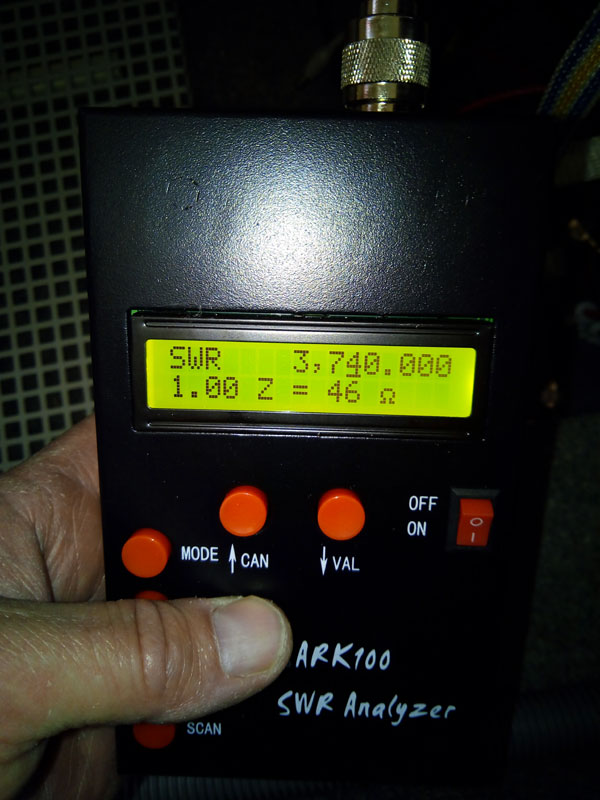 SWR 3,740.000
1.00 Z = 46 Ω
OFF
ON
MODE ↑ CAN ↓ VAL
ARK100
SWR Analyzer
SCAN